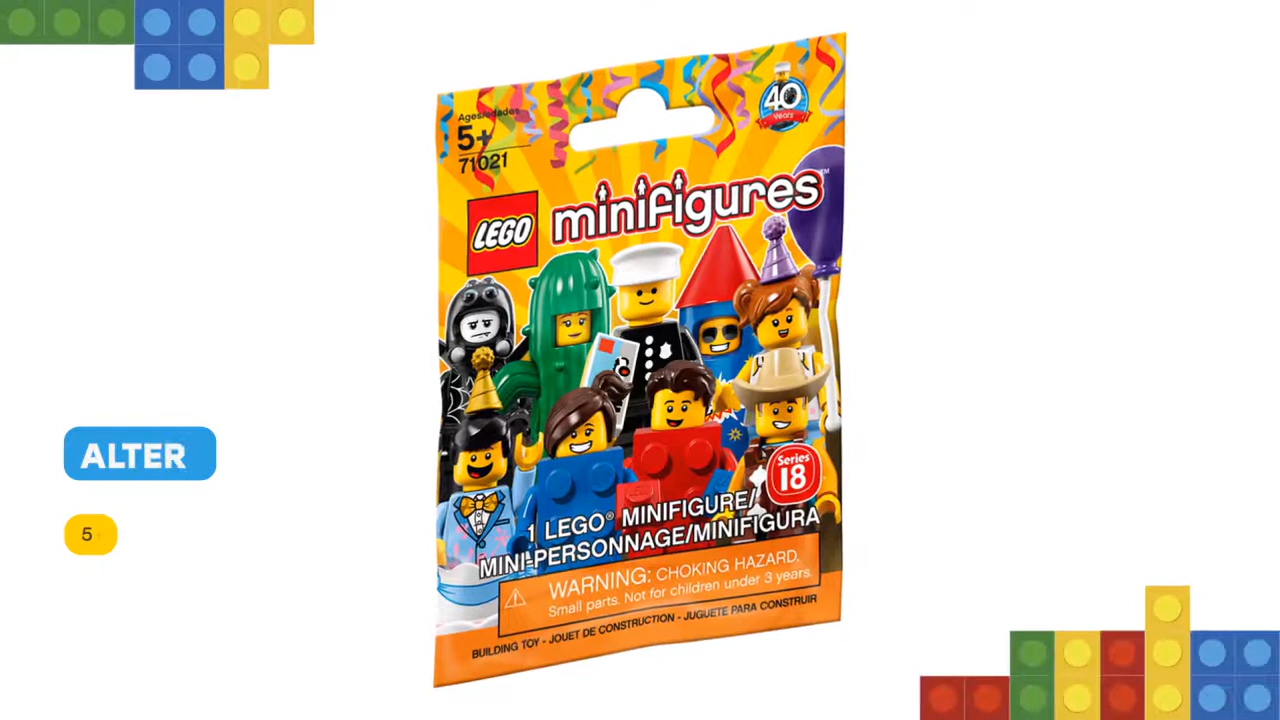 Ages/edades
5+
71021
40
Years
LEGO
minifigures™
ALTER
5
Series
18
1 LEGO® MINIFIGURE/
MINI-PERSONNAGE/MINIFIGURA
WARNING: CHOKING HAZARD.
Small parts. Not for children under 3 years.
BUILDING TOY - JOUET DE CONSTRUCTION - JUGUETE PARA CONSTRUIR